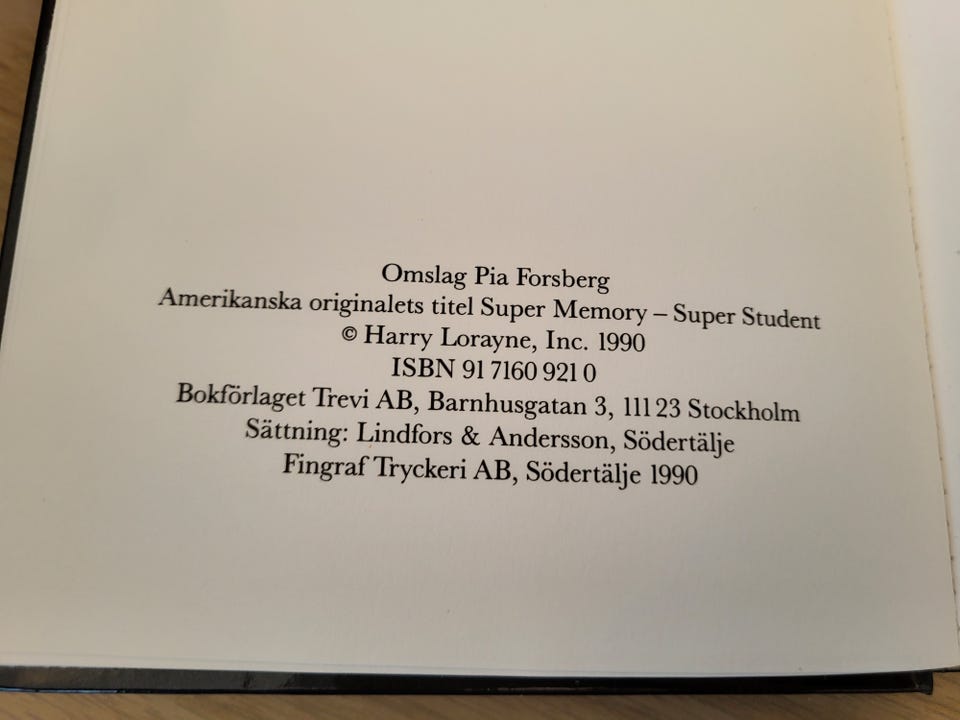 Omslag Pia Forsberg
Amerikanska originalets titel Super Memory – Super Student
© Harry Lorayne, Inc. 1990
ISBN 91 7160 921 0
Bokförlaget Trevi AB, Barnhusgatan 3, 111 23 Stockholm
Sättning: Lindfors & Andersson, Södertälje
Fingraf Tryckeri AB, Södertälje 1990